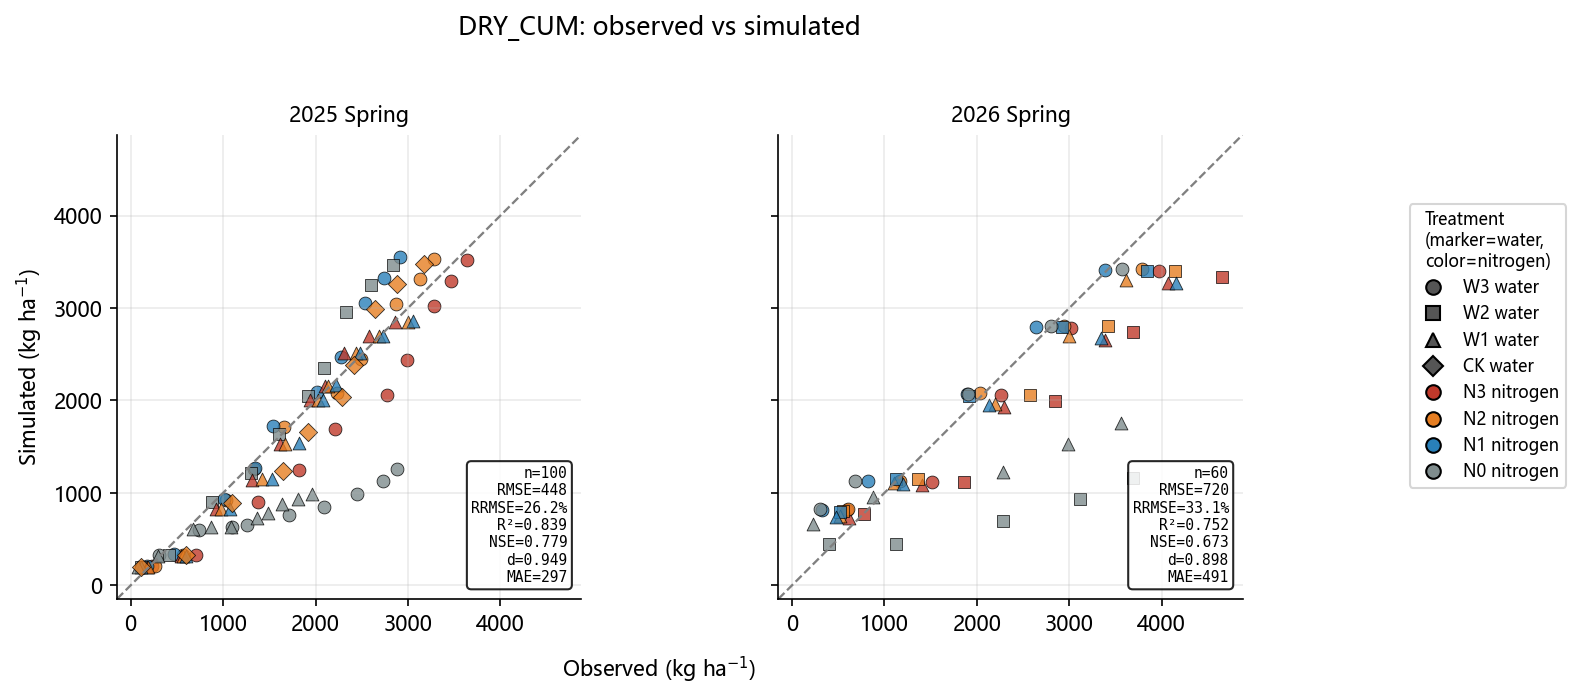 DRY_CUM: observed vs simulated
2025 Spring
2026 Spring
Simulated (kg ha⁻¹)
4000
3000
2000
1000
0
0 1000 2000 3000 4000
n=100
RMSE=448
RRMSE=26.2%
R²=0.839
NSE=0.779
d=0.949
MAE=297
0 1000 2000 3000 4000
n=60
RMSE=720
RRMSE=33.1%
R²=0.752
NSE=0.673
d=0.898
MAE=491
Observed (kg ha⁻¹)
Treatment
(marker=water,
color=nitrogen)
W3 water
W2 water
W1 water
CK water
N3 nitrogen
N2 nitrogen
N1 nitrogen
N0 nitrogen